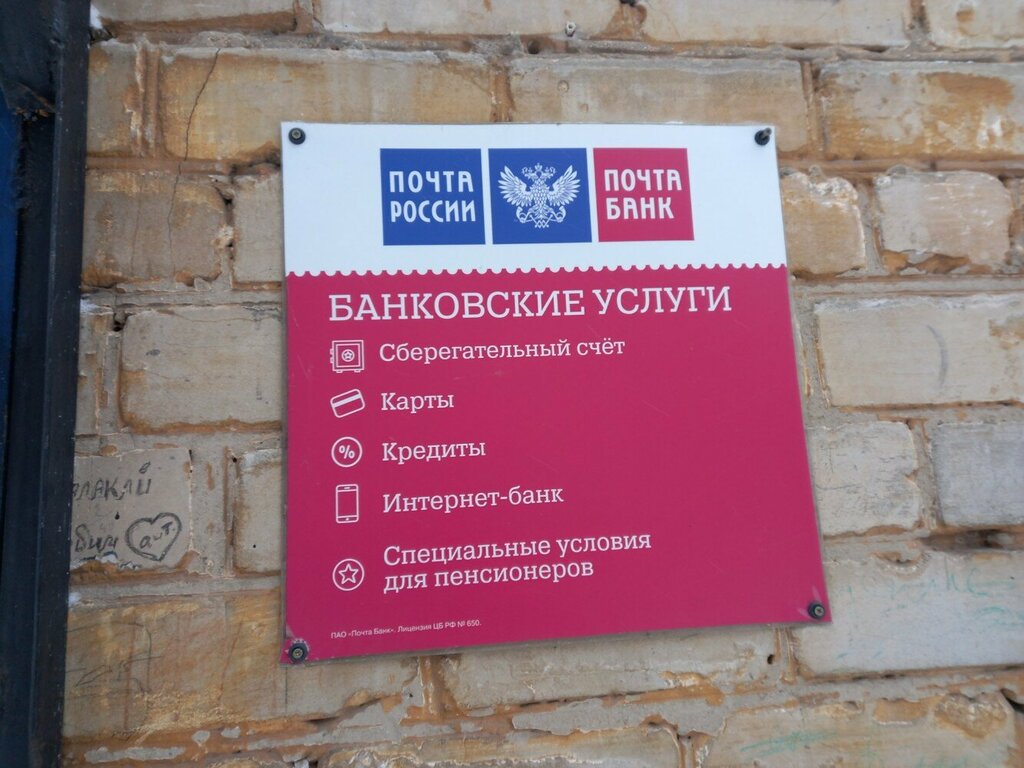 ПОЧТА
РОССИИ
ПОЧТА
БАНК
БАНКОВСКИЕ УСЛУГИ
Сберегательный счёт
Карты
%
Кредиты
Интернет-банк
Специальные условия
для пенсионеров
ПАО «Почта Банк». Лицензия ЦБ РФ № 650.